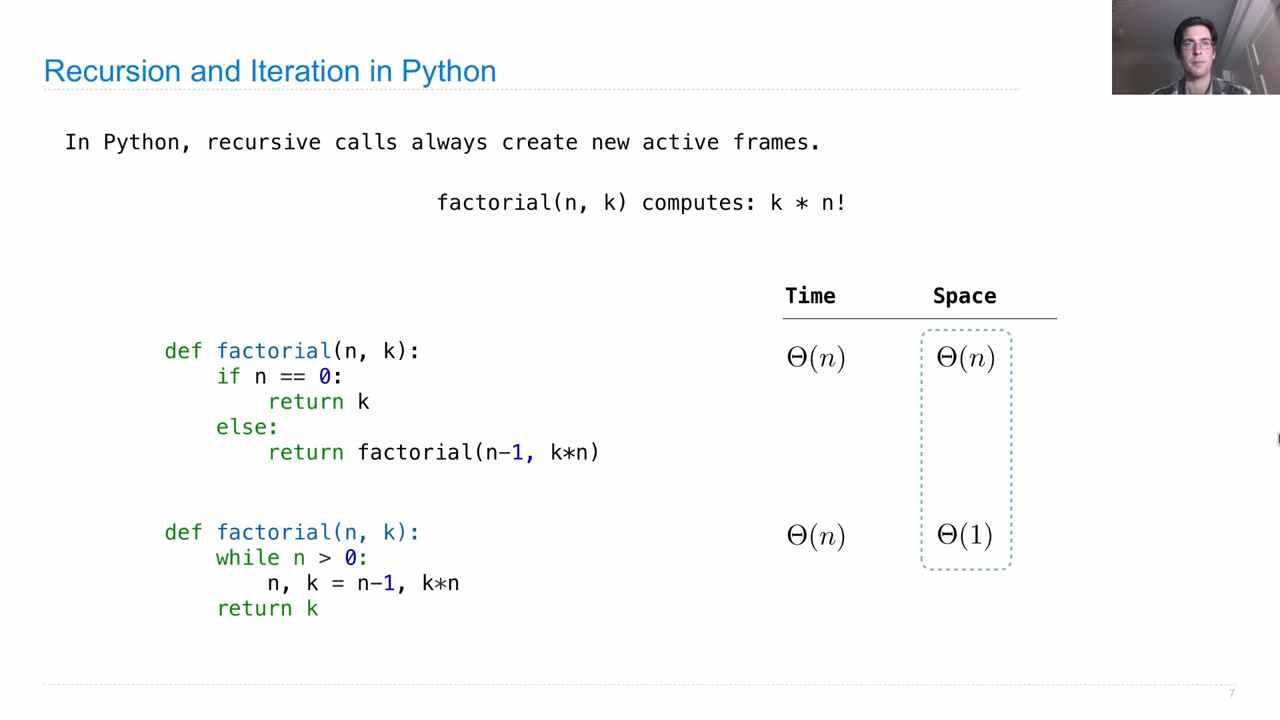 Recursion and Iteration in Python
In Python, recursive calls always create new active frames.
factorial(n, k) computes: k * n!
Time Space
def factorial(n, k):
    if n == 0:
        return k
    else:
        return factorial(n-1, k*n)
Θ(n) Θ(n)
def factorial(n, k):
    while n > 0:
        n, k = n-1, k*n
    return k
Θ(n) Θ(1)
7